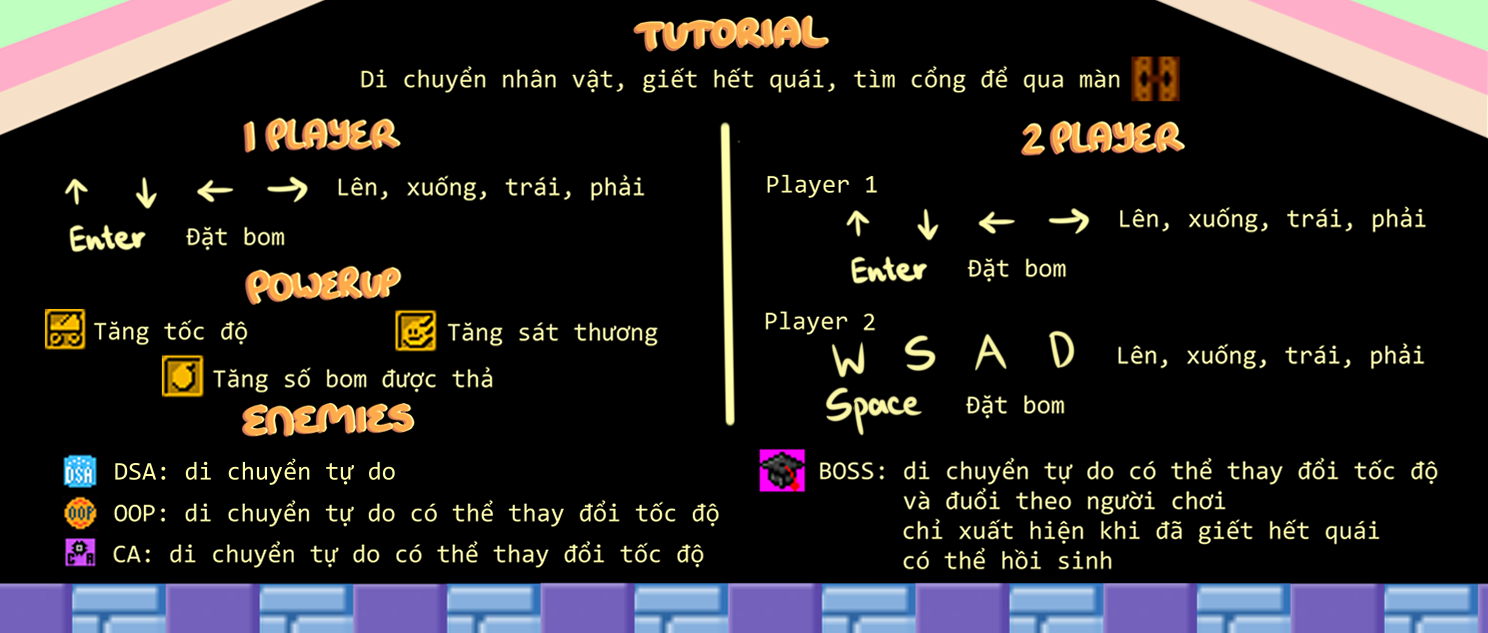 TUTORIAL
Di chuyển nhân vật, giết hết quái, tìm cổng để qua màn
1 PLAYER
↑ ↓ ← → Lên, xuống, trái, phải
Enter Đặt bom
POWERUP
Tăng tốc độ
Tăng sát thương
Tăng số bom được thả
ENEMIES
DSA DSA: di chuyển tự do
OOP OOP: di chuyển tự do có thể thay đổi tốc độ
CA CA: di chuyển tự do có thể thay đổi tốc độ
2 PLAYER
Player 1
↑ ↓ ← → Lên, xuống, trái, phải
Enter Đặt bom
Player 2
W S A D Lên, xuống, trái, phải
Space Đặt bom
BOSS: di chuyển tự do có thể thay đổi tốc độ
và đuổi theo người chơi
chỉ xuất hiện khi đã giết hết quái
có thể hồi sinh